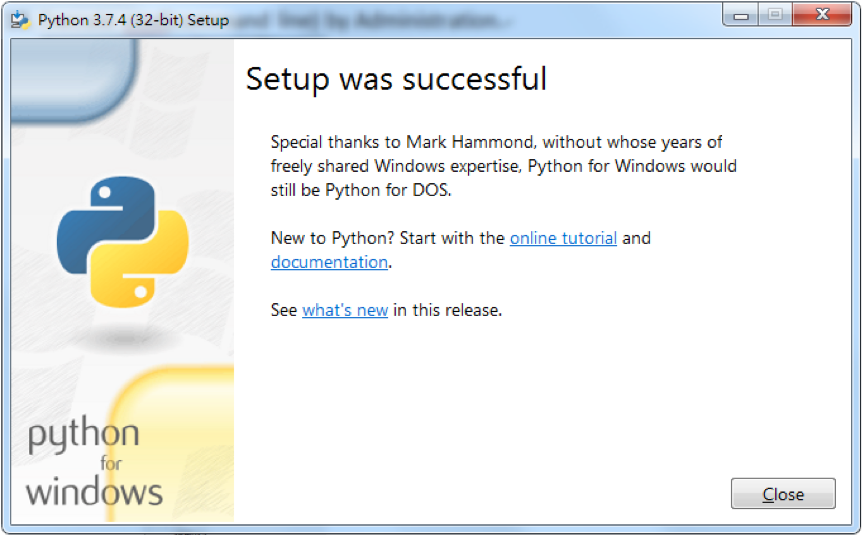 Python 3.7.4 (32-bit) Setup
Setup was successful
Special thanks to Mark Hammond, without whose years of
freely shared Windows expertise, Python for Windows would
still be Python for DOS.
New to Python? Start with the online tutorial and
documentation.
See what's new in this release.
python
for
windows
Close